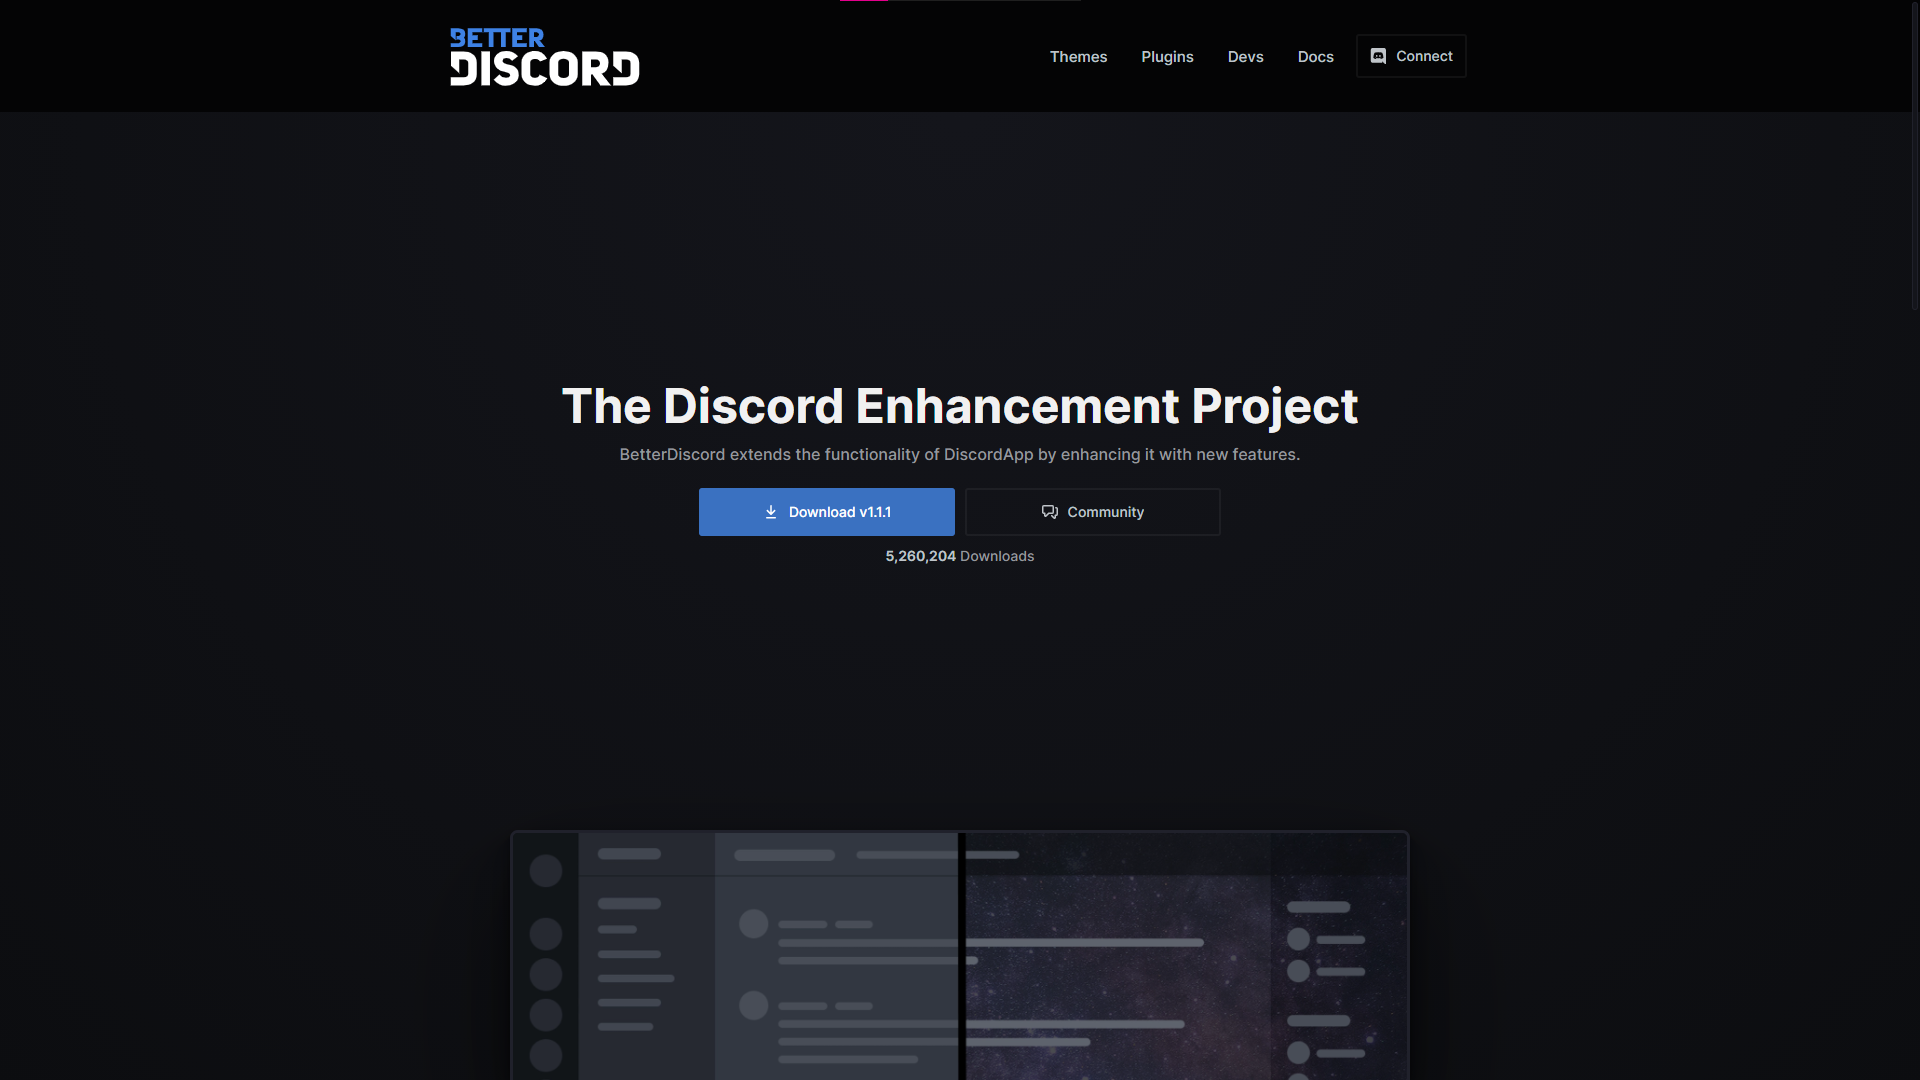 BETTER
DISCORD
Themes
Plugins
Devs
Docs
Connect
The Discord Enhancement Project
BetterDiscord extends the functionality of DiscordApp by enhancing it with new features.
Download v1.1.1
Community
5,260,204 Downloads